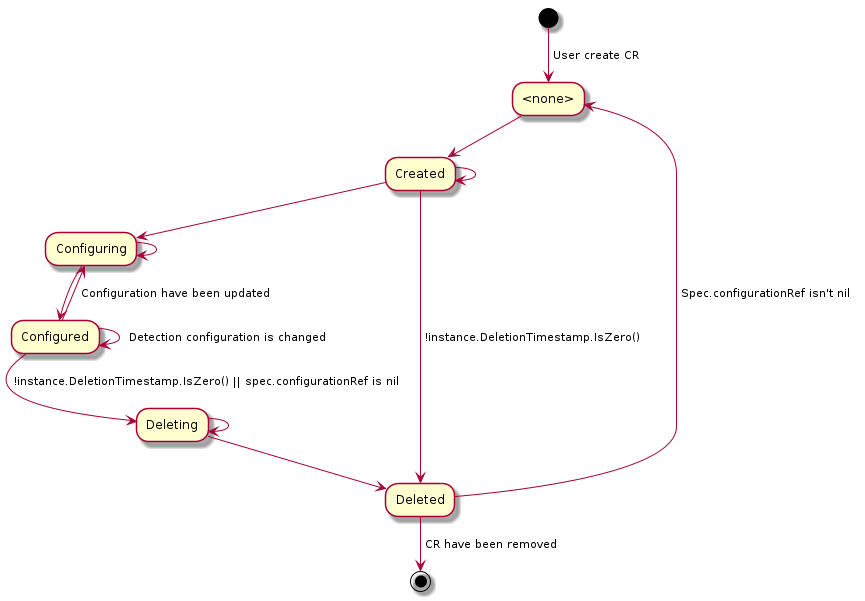 User create CR
<none>
Created
Configuring
Spec.configurationRef isn't nil
Configuration have been updated
Configured
Detection configuration is changed
!instance.DeletionTimestamp.IsZero()
!instance.DeletionTimestamp.IsZero() || spec.configurationRef is nil
Deleting
Deleted
CR have been removed